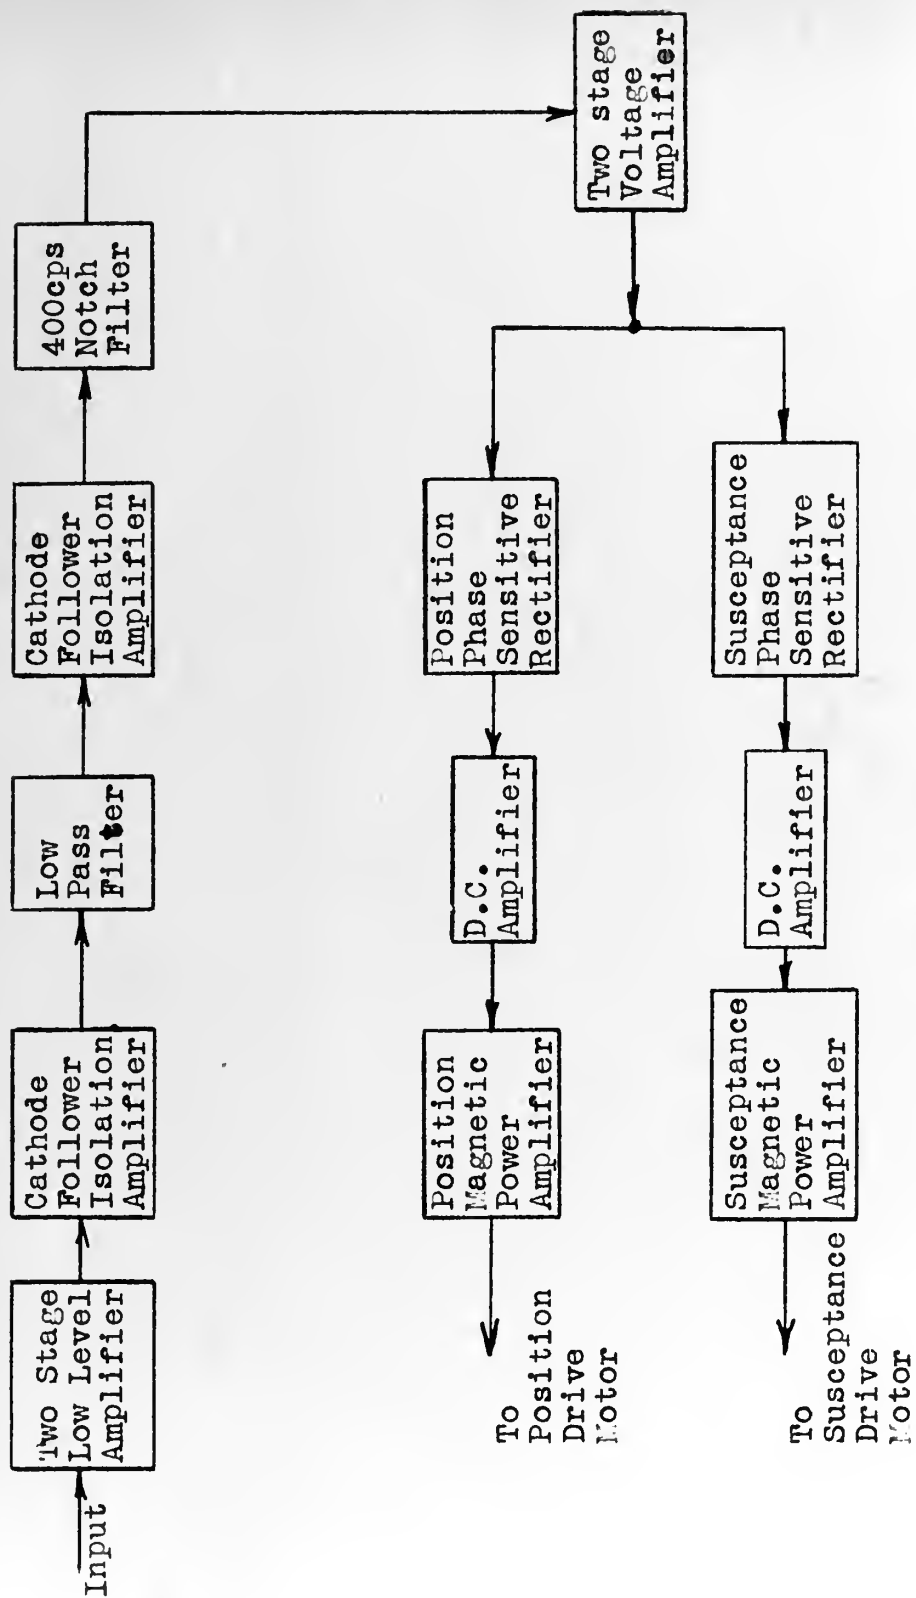 Input
Two Stage
Low Level
Amplifier
Cathode
Follower
Isolation
Amplifier
Low
Pass
Filter
Cathode
Follower
Isolation
Amplifier
400cps
Notch
Filter
Two stage
Voltage
Amplifier
Position
Phase
Sensitive
Rectifier
D.C.
Amplifier
Position
Magnetic
Power
Amplifier
To
Position
Drive
Motor
Susceptance
Phase
Sensitive
Rectifier
D.C.
Amplifier
Susceptance
Magnetic
Power
Amplifier
To
Susceptance
Drive
Motor